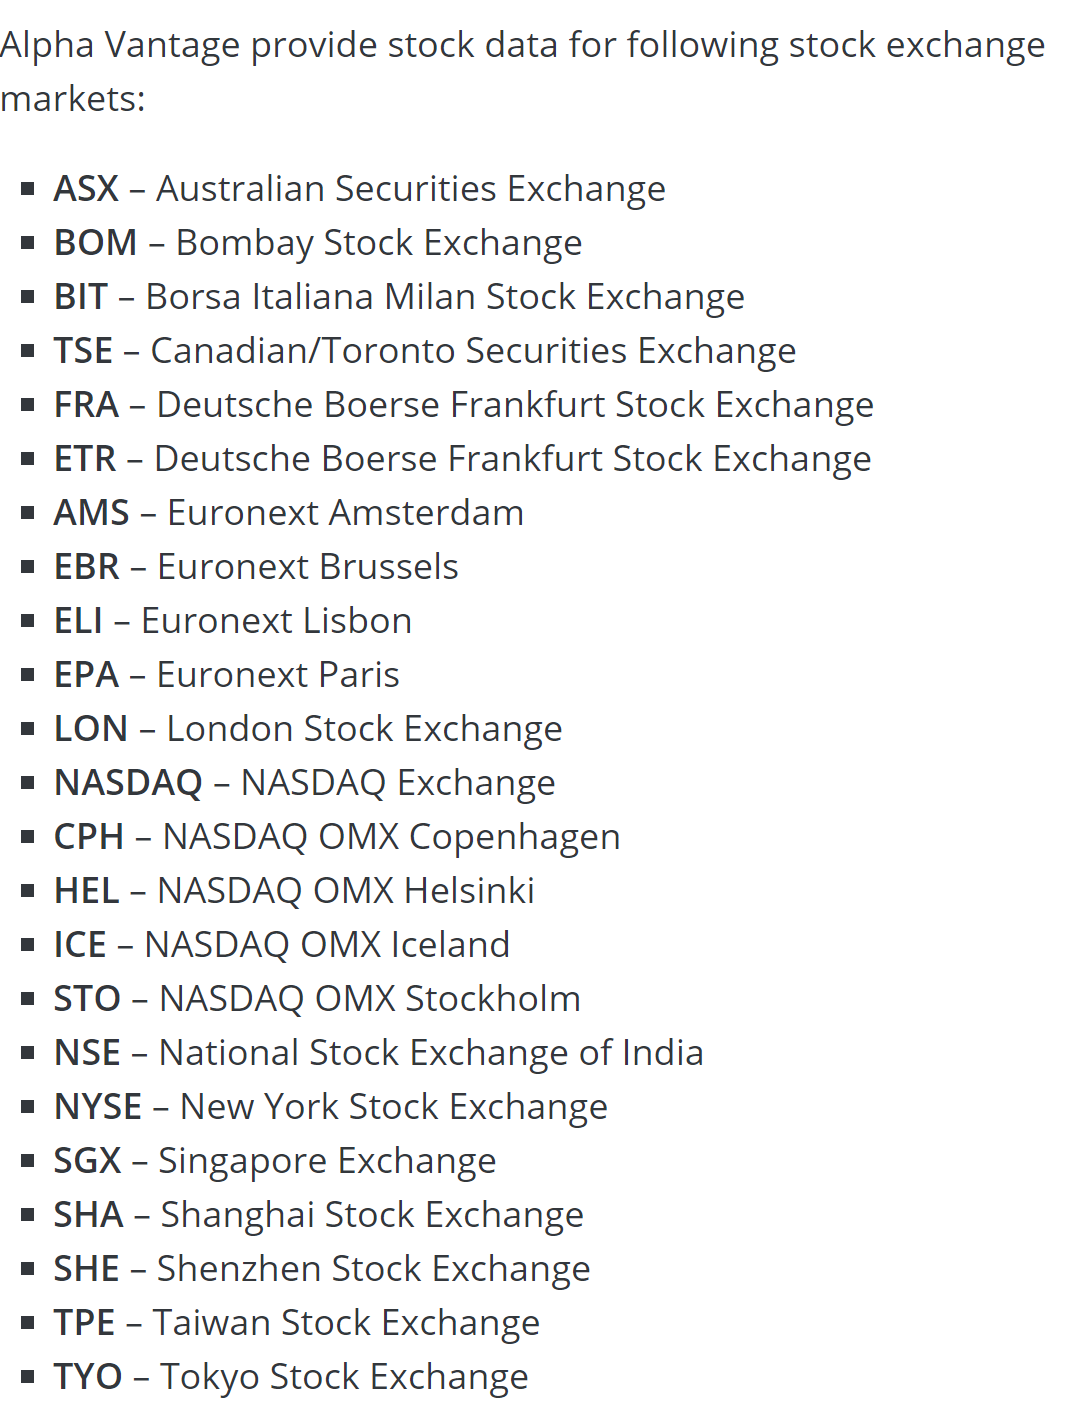 Alpha Vantage provide stock data for following stock exchange
markets:
ASX – Australian Securities Exchange
BOM – Bombay Stock Exchange
BIT – Borsa Italiana Milan Stock Exchange
TSE – Canadian/Toronto Securities Exchange
FRA – Deutsche Boerse Frankfurt Stock Exchange
ETR – Deutsche Boerse Frankfurt Stock Exchange
AMS – Euronext Amsterdam
EBR – Euronext Brussels
ELI – Euronext Lisbon
EPA – Euronext Paris
LON – London Stock Exchange
NASDAQ – NASDAQ Exchange
CPH – NASDAQ OMX Copenhagen
HEL – NASDAQ OMX Helsinki
ICE – NASDAQ OMX Iceland
STO – NASDAQ OMX Stockholm
NSE – National Stock Exchange of India
NYSE – New York Stock Exchange
SGX – Singapore Exchange
SHA – Shanghai Stock Exchange
SHE – Shenzhen Stock Exchange
TPE – Taiwan Stock Exchange
TYO – Tokyo Stock Exchange